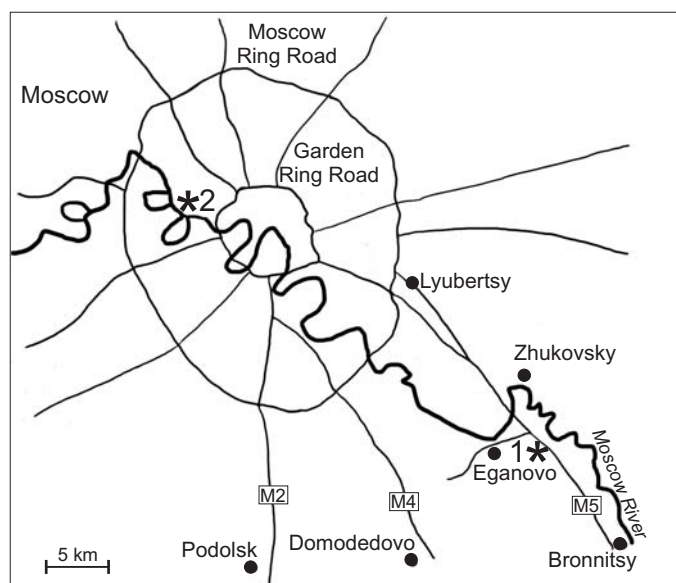 Moscow
Ring Road
Moscow
Garden
Ring Road
*2
Lyubertsy
Zhukovsky
1*
Eganovo
Moscow River
M2
M4
M5
Podolsk
Domodedovo
Bronnitsy
5 km